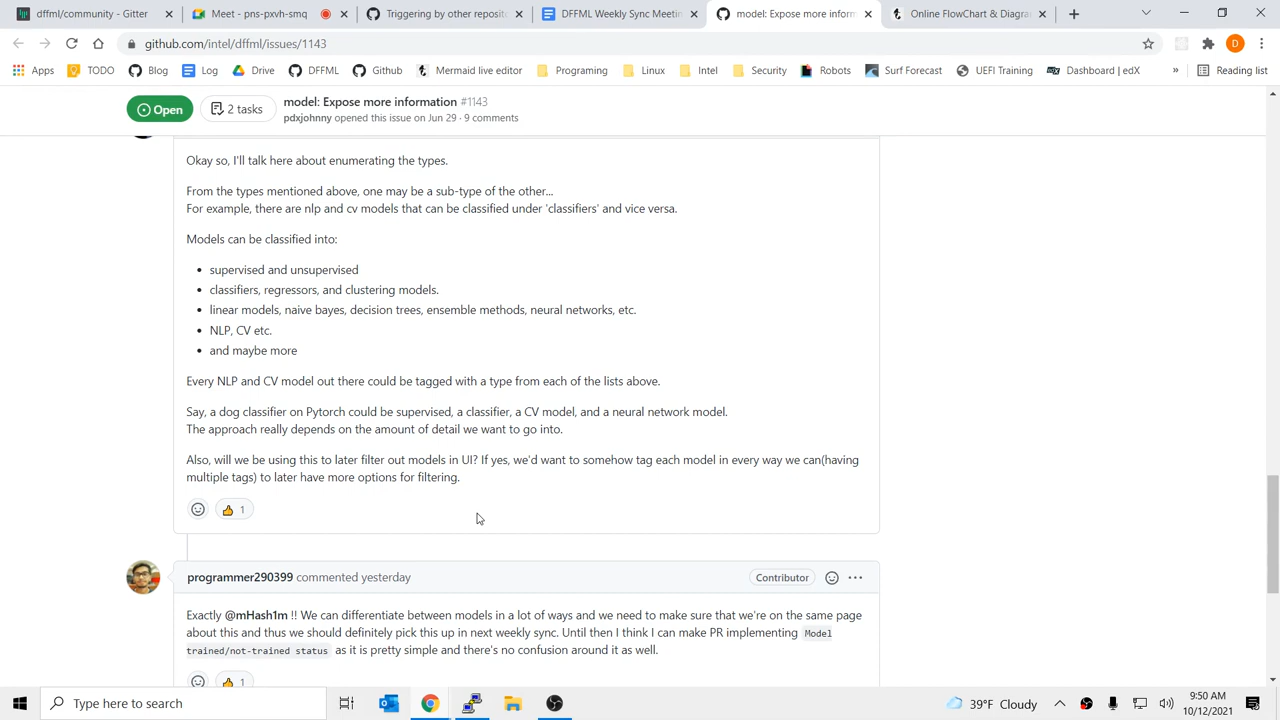 dffml/community - Gitter
Meet - pns-pxvh-smq
Triggering by other reposit
DFFML Weekly Sync Meeting
model: Expose more inform
Online FlowChart & Diagra
github.com/intel/dffml/issues/1143
D
Apps
TODO
Blog
Log
Drive
DFFML
Github
Mermaid live editor
Programing
Linux
Intel
Security
Robots
Surf Forecast
UEFI Training
Dashboard | edX
»
Reading list
Open
2 tasks
model: Expose more information #1143
pdxjohnny opened this issue on Jun 29 · 9 comments
Okay so, I'll talk here about enumerating the types.
From the types mentioned above, one may be a sub-type of the other...
For example, there are nlp and cv models that can be classified under 'classifiers' and vice versa.
Models can be classified into:
• supervised and unsupervised
• classifiers, regressors, and clustering models.
• linear models, naive bayes, decision trees, ensemble methods, neural networks, etc.
• NLP, CV etc.
• and maybe more
Every NLP and CV model out there could be tagged with a type from each of the lists above.
Say, a dog classifier on Pytorch could be supervised, a classifier, a CV model, and a neural network model.
The approach really depends on the amount of detail we want to go into.
Also, will we be using this to later filter out models in UI? If yes, we'd want to somehow tag each model in every way we can(having
multiple tags) to later have more options for filtering.
1
programmer290399 commented yesterday
Contributor
Exactly @mHash1m !! We can differentiate between models in a lot of ways and we need to make sure that we're on the same page
about this and thus we should definitely pick this up in next weekly sync. Until then I think I can make PR implementing Model
trained/not-trained status as it is pretty simple and there's no confusion around it as well.
1
Type here to search
39°F Cloudy
9:50 AM
10/12/2021